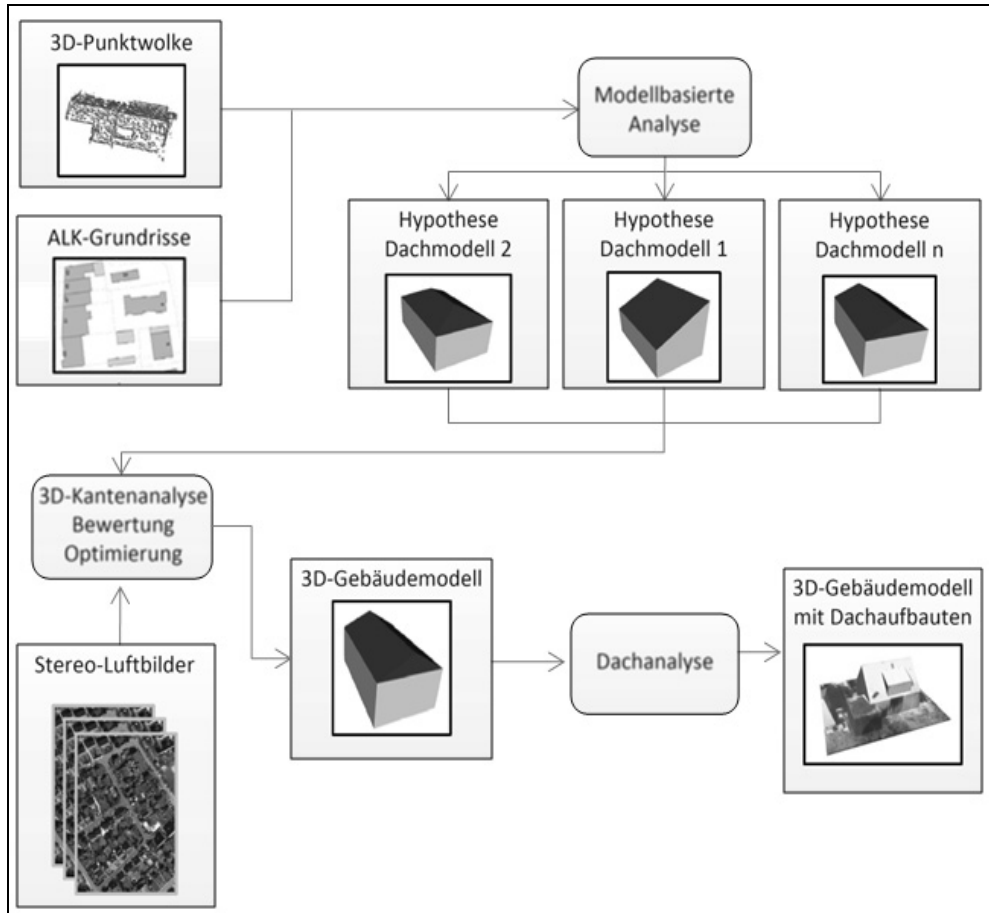 3D-Punktwolke
Modellbasierte
Analyse
ALK-Grundrisse
Hypothese
Dachmodell 2
Hypothese
Dachmodell 1
Hypothese
Dachmodell n
3D-Kantenanalyse
Bewertung
Optimierung
3D-Gebäudemodell
Dachanalyse
3D-Gebäudemodell
mit Dachaufbauten
Stereo-Luftbilder